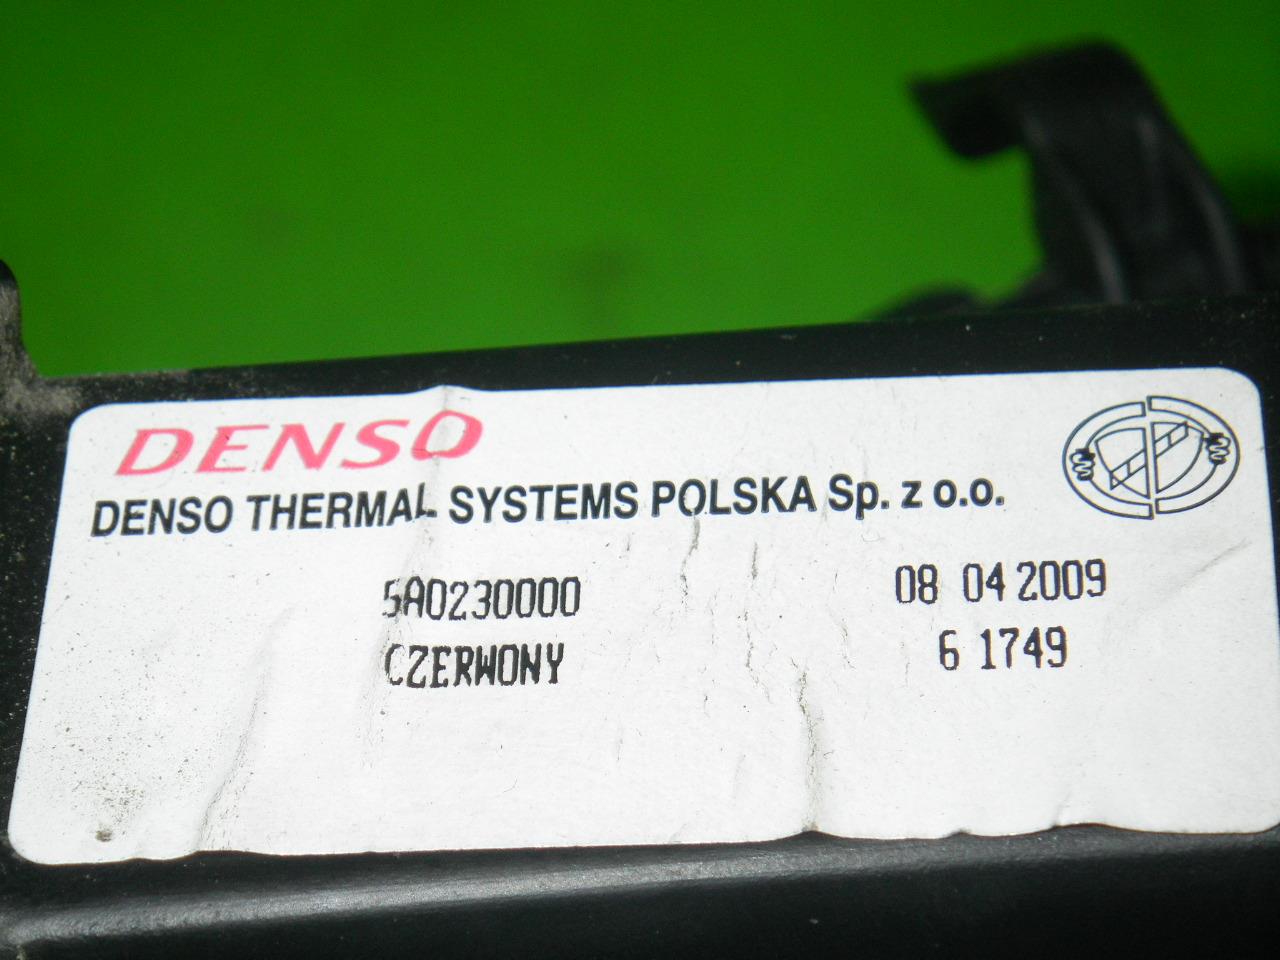 DENSO
DENSO THERMAL SYSTEMS POLSKA Sp. z o.o.
5A0230000 08 04 2009
CZERWONY 6 1749